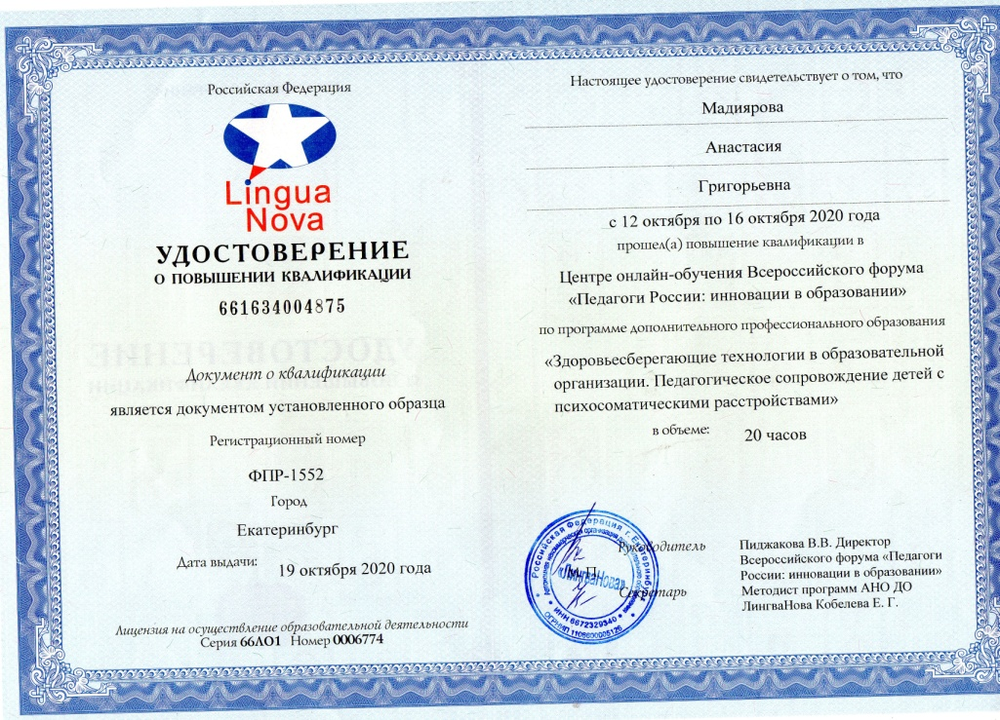 Российская Федерация
Lingua
Nova
УДОСТОВЕРЕНИЕ
О ПОВЫШЕНИИ КВАЛИФИКАЦИИ
661634004875
Документ о квалификации
является документом установленного образца
Регистрационный номер
ФПР-1552
Город
Екатеринбург
Дата выдачи:
19 октября 2020 года
Лицензия на осуществление образовательной деятельности
Серия 66ЛО1 Номер 0006774
Настоящее удостоверение свидетельствует о том, что
Мадиярова
Анастасия
Григорьевна
с 12 октября по 16 октября 2020 года
прошел(а) повышение квалификации в
Центре онлайн-обучения Всероссийского форума
«Педагоги России: инновации в образовании»
по программе дополнительного профессионального образования
«Здоровьесберегающие технологии в образовательной
организации. Педагогическое сопровождение детей с
психосоматическими расстройствами»
в объеме:
20 часов
Руководитель
М.П.
Секретарь
Пиджакова В.В. Директор
Всероссийского форума «Педагоги
России: инновации в образовании»
Методист программ АНО ДО
ЛингваНова Кобелева Е. Г.
Российская Федерация г. Екатеринбург
«ЛингваНова»
ИНН 6672329340